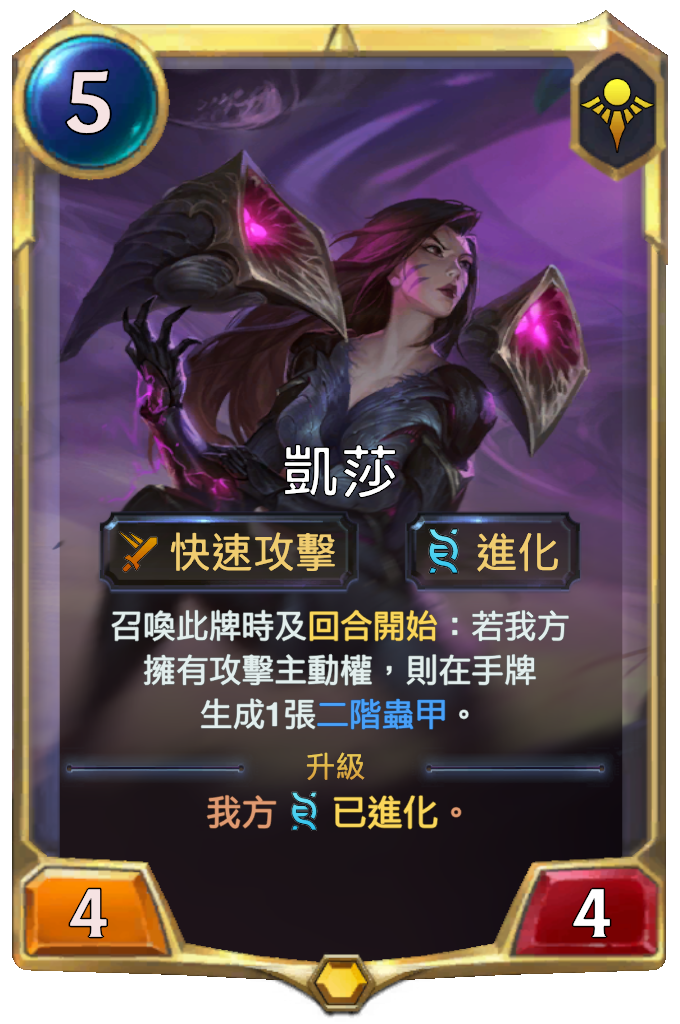 5
凱莎
快速攻擊 進化
召喚此牌時及回合開始：若我方
擁有攻擊主動權，則在手牌
生成1張二階蟲甲。
升級
我方 已進化。
4 4